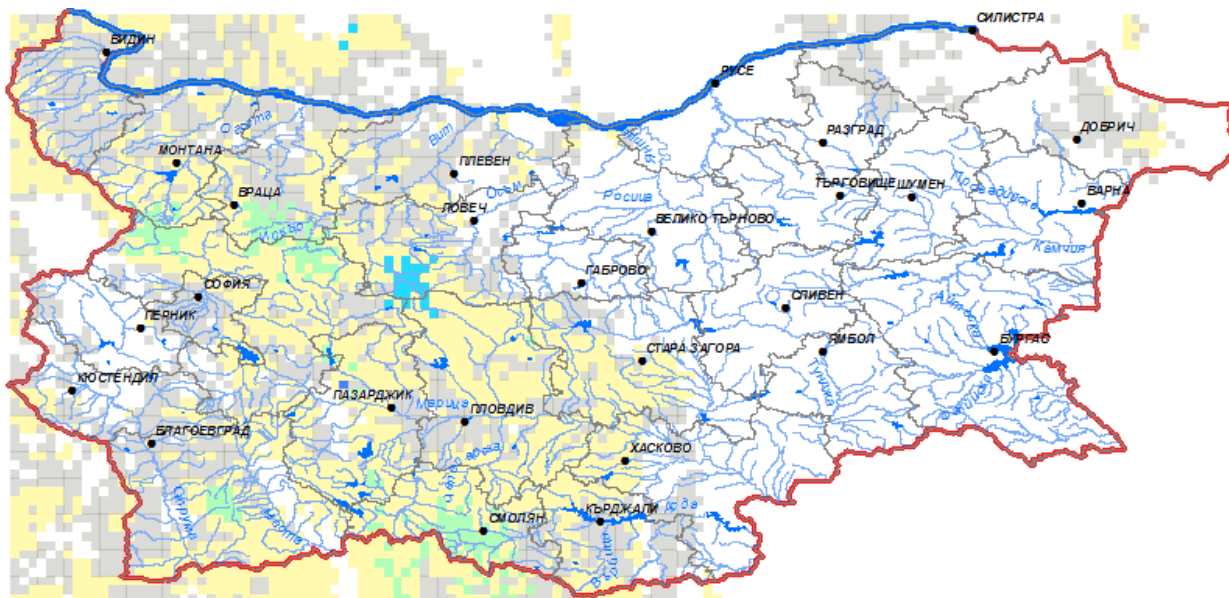 СИЛИСТРА
ВИДИН
РУСЕ
Огоста
Вит
ДОБРИЧ
РАЗГРАД
МОНТАНА
ПЛЕВЕН
Осъм
ТЪРГОВИЩЕ
ШУМЕН
Провадийска
ВАРНА
ВРАЦА
Росица
ЛОВЕЧ
Искър
ВЕЛИКО ТЪРНОВО
Камчия
ГАБРОВО
СОФИЯ
СЛИВЕН
Айтоска
ПЕРНИК
ЯМБОЛ
БУРГАС
СТАРА ЗАГОРА
Тунджа
КЮСТЕНДИЛ
ПАЗАРДЖИК
Марица
ПЛОВДИВ
БЛАГОЕВГРАД
ХАСКОВО
Струма
Места
КЪРДЖАЛИ
Арда
СМОЛЯН